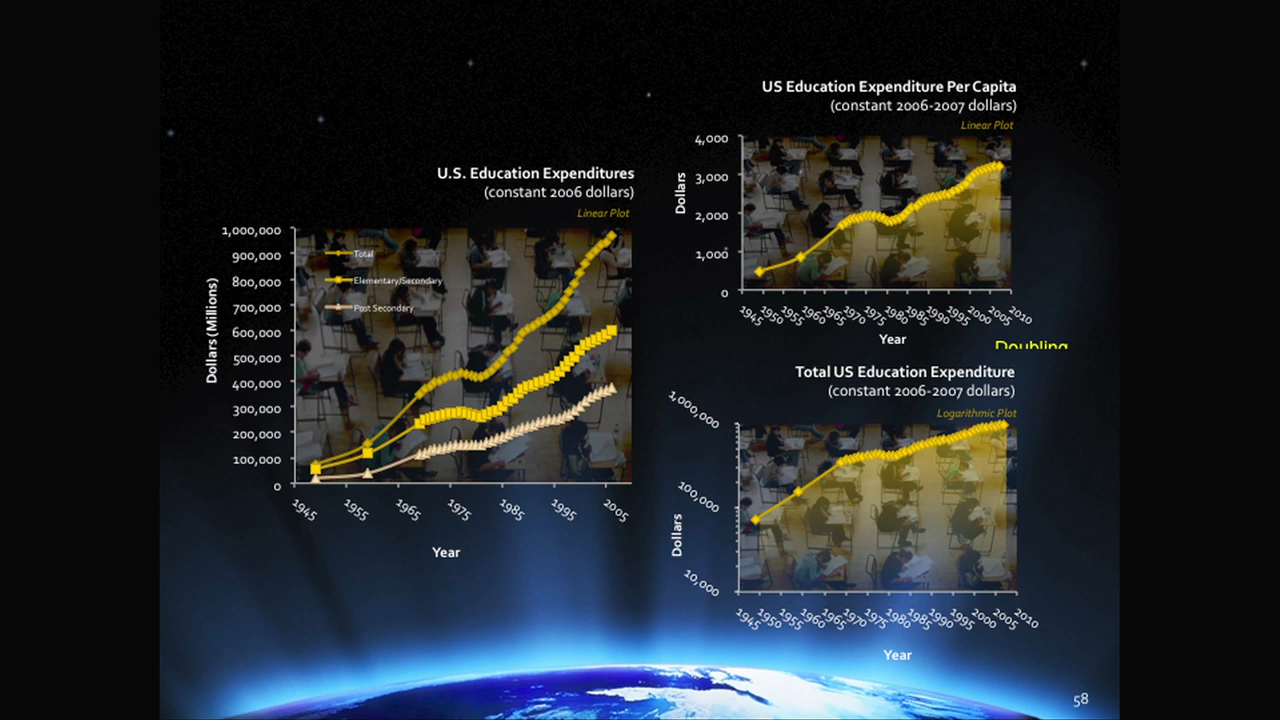 US Education Expenditure Per Capita
(constant 2006-2007 dollars)
Linear Plot
4,000
3,000
2,000
1,000
0
Dollars
1945
1950
1955
1960
1965
1970
1975
1980
1985
1990
1995
2000
2005
2010
Year
U.S. Education Expenditures
(constant 2006 dollars)
Linear Plot
1,000,000
900,000
800,000
700,000
600,000
500,000
400,000
300,000
200,000
100,000
0
Dollars (Millions)
Total
Elementary/Secondary
Post Secondary
1945
1955
1965
1975
1985
1995
2005
Year
Doubling
Total US Education Expenditure
(constant 2006-2007 dollars)
Logarithmic Plot
1,000,000
100,000
10,000
Dollars
1945
1950
1955
1960
1965
1970
1975
1980
1985
1990
1995
2000
2005
2010
Year
58